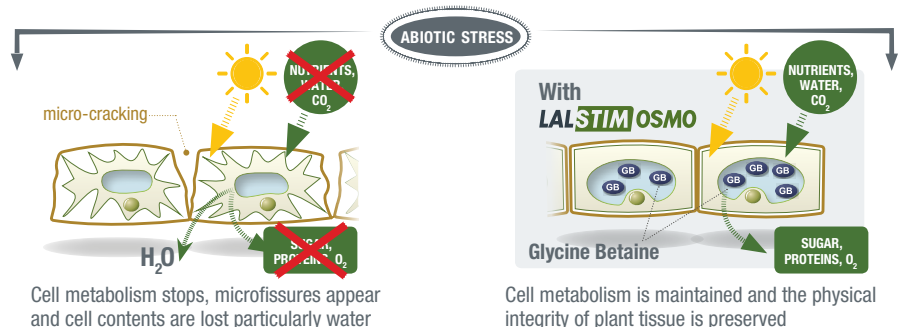 ABIOTIC STRESS
NUTRIENTS,
WATER,
CO₂
micro-cracking
H₂O
SUGAR,
PROTEINS, O₂
Cell metabolism stops, microfissures appear
and cell contents are lost particularly water
With
LALSTIM OSMO
NUTRIENTS,
WATER,
CO₂
GB
GB
GB
GB
GB
GB
GB
Glycine Betaine
SUGAR,
PROTEINS, O₂
Cell metabolism is maintained and the physical
integrity of plant tissue is preserved